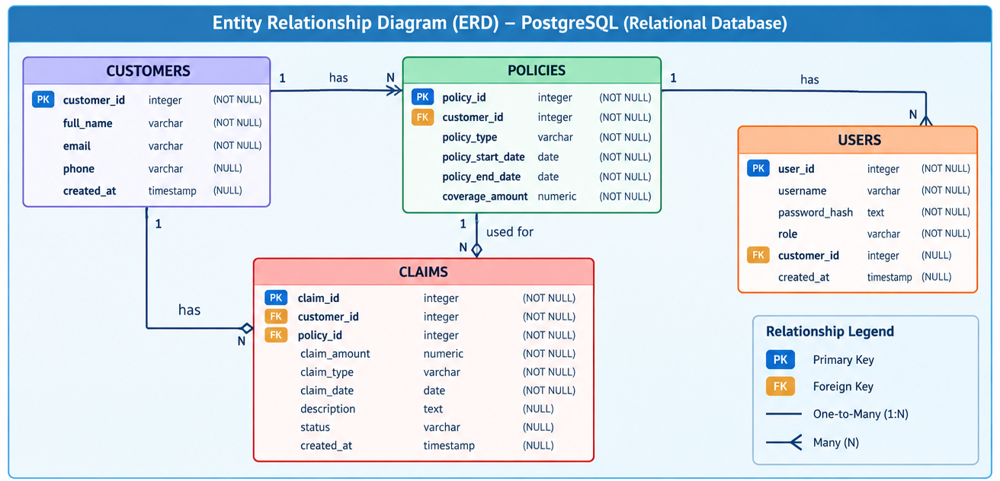 Entity Relationship Diagram (ERD) – PostgreSQL (Relational Database)
CUSTOMERS
PK customer_id integer (NOT NULL)
full_name varchar (NOT NULL)
email varchar (NOT NULL)
phone varchar (NULL)
created_at timestamp (NULL)
1 has N
POLICIES
PK policy_id integer (NOT NULL)
FK customer_id integer (NOT NULL)
policy_type varchar (NOT NULL)
policy_start_date date (NOT NULL)
policy_end_date date (NOT NULL)
coverage_amount numeric (NOT NULL)
1 has
N
USERS
PK user_id integer (NOT NULL)
username varchar (NOT NULL)
password_hash text (NOT NULL)
role varchar (NOT NULL)
FK customer_id integer (NULL)
created_at timestamp (NULL)
1
has
N
1
used for
N
CLAIMS
PK claim_id integer (NOT NULL)
FK customer_id integer (NOT NULL)
FK policy_id integer (NOT NULL)
claim_amount numeric (NOT NULL)
claim_type varchar (NOT NULL)
claim_date date (NOT NULL)
description text (NULL)
status varchar (NULL)
created_at timestamp (NULL)
Relationship Legend
PK Primary Key
FK Foreign Key
One-to-Many (1:N)
Many (N)